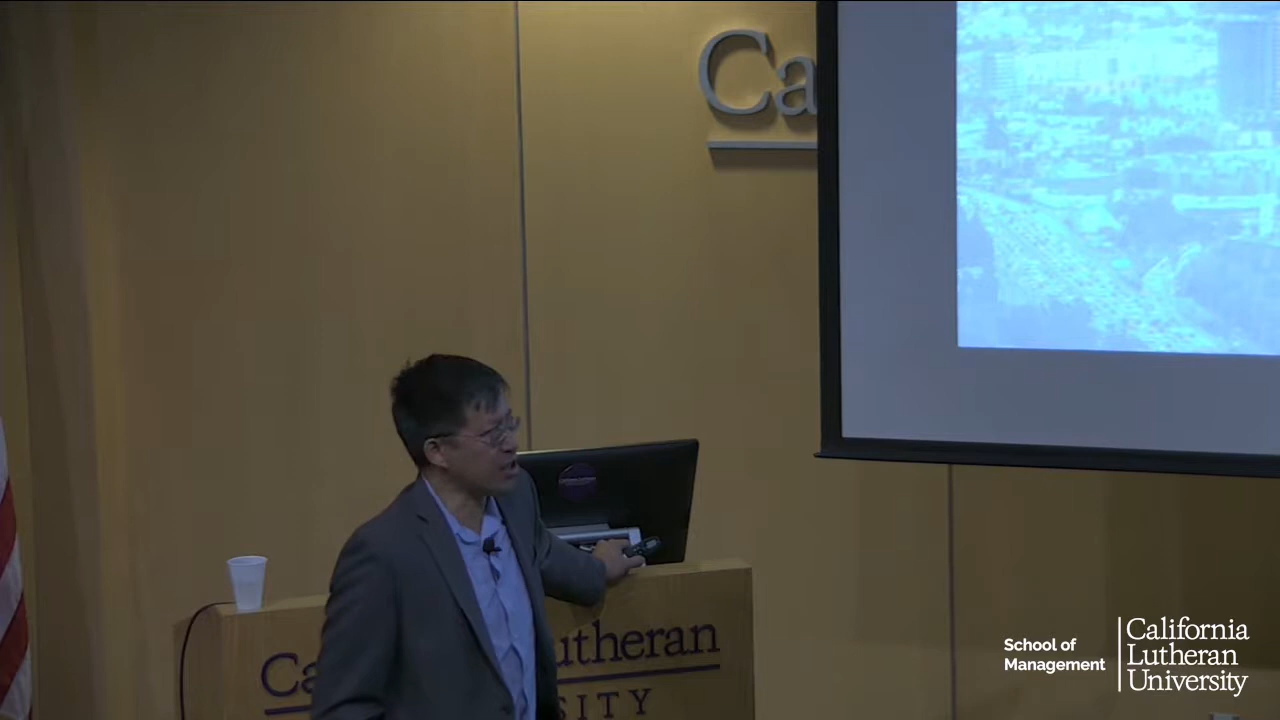 Ca
Ca utheran
SITY
School of
Management
California
Lutheran
University